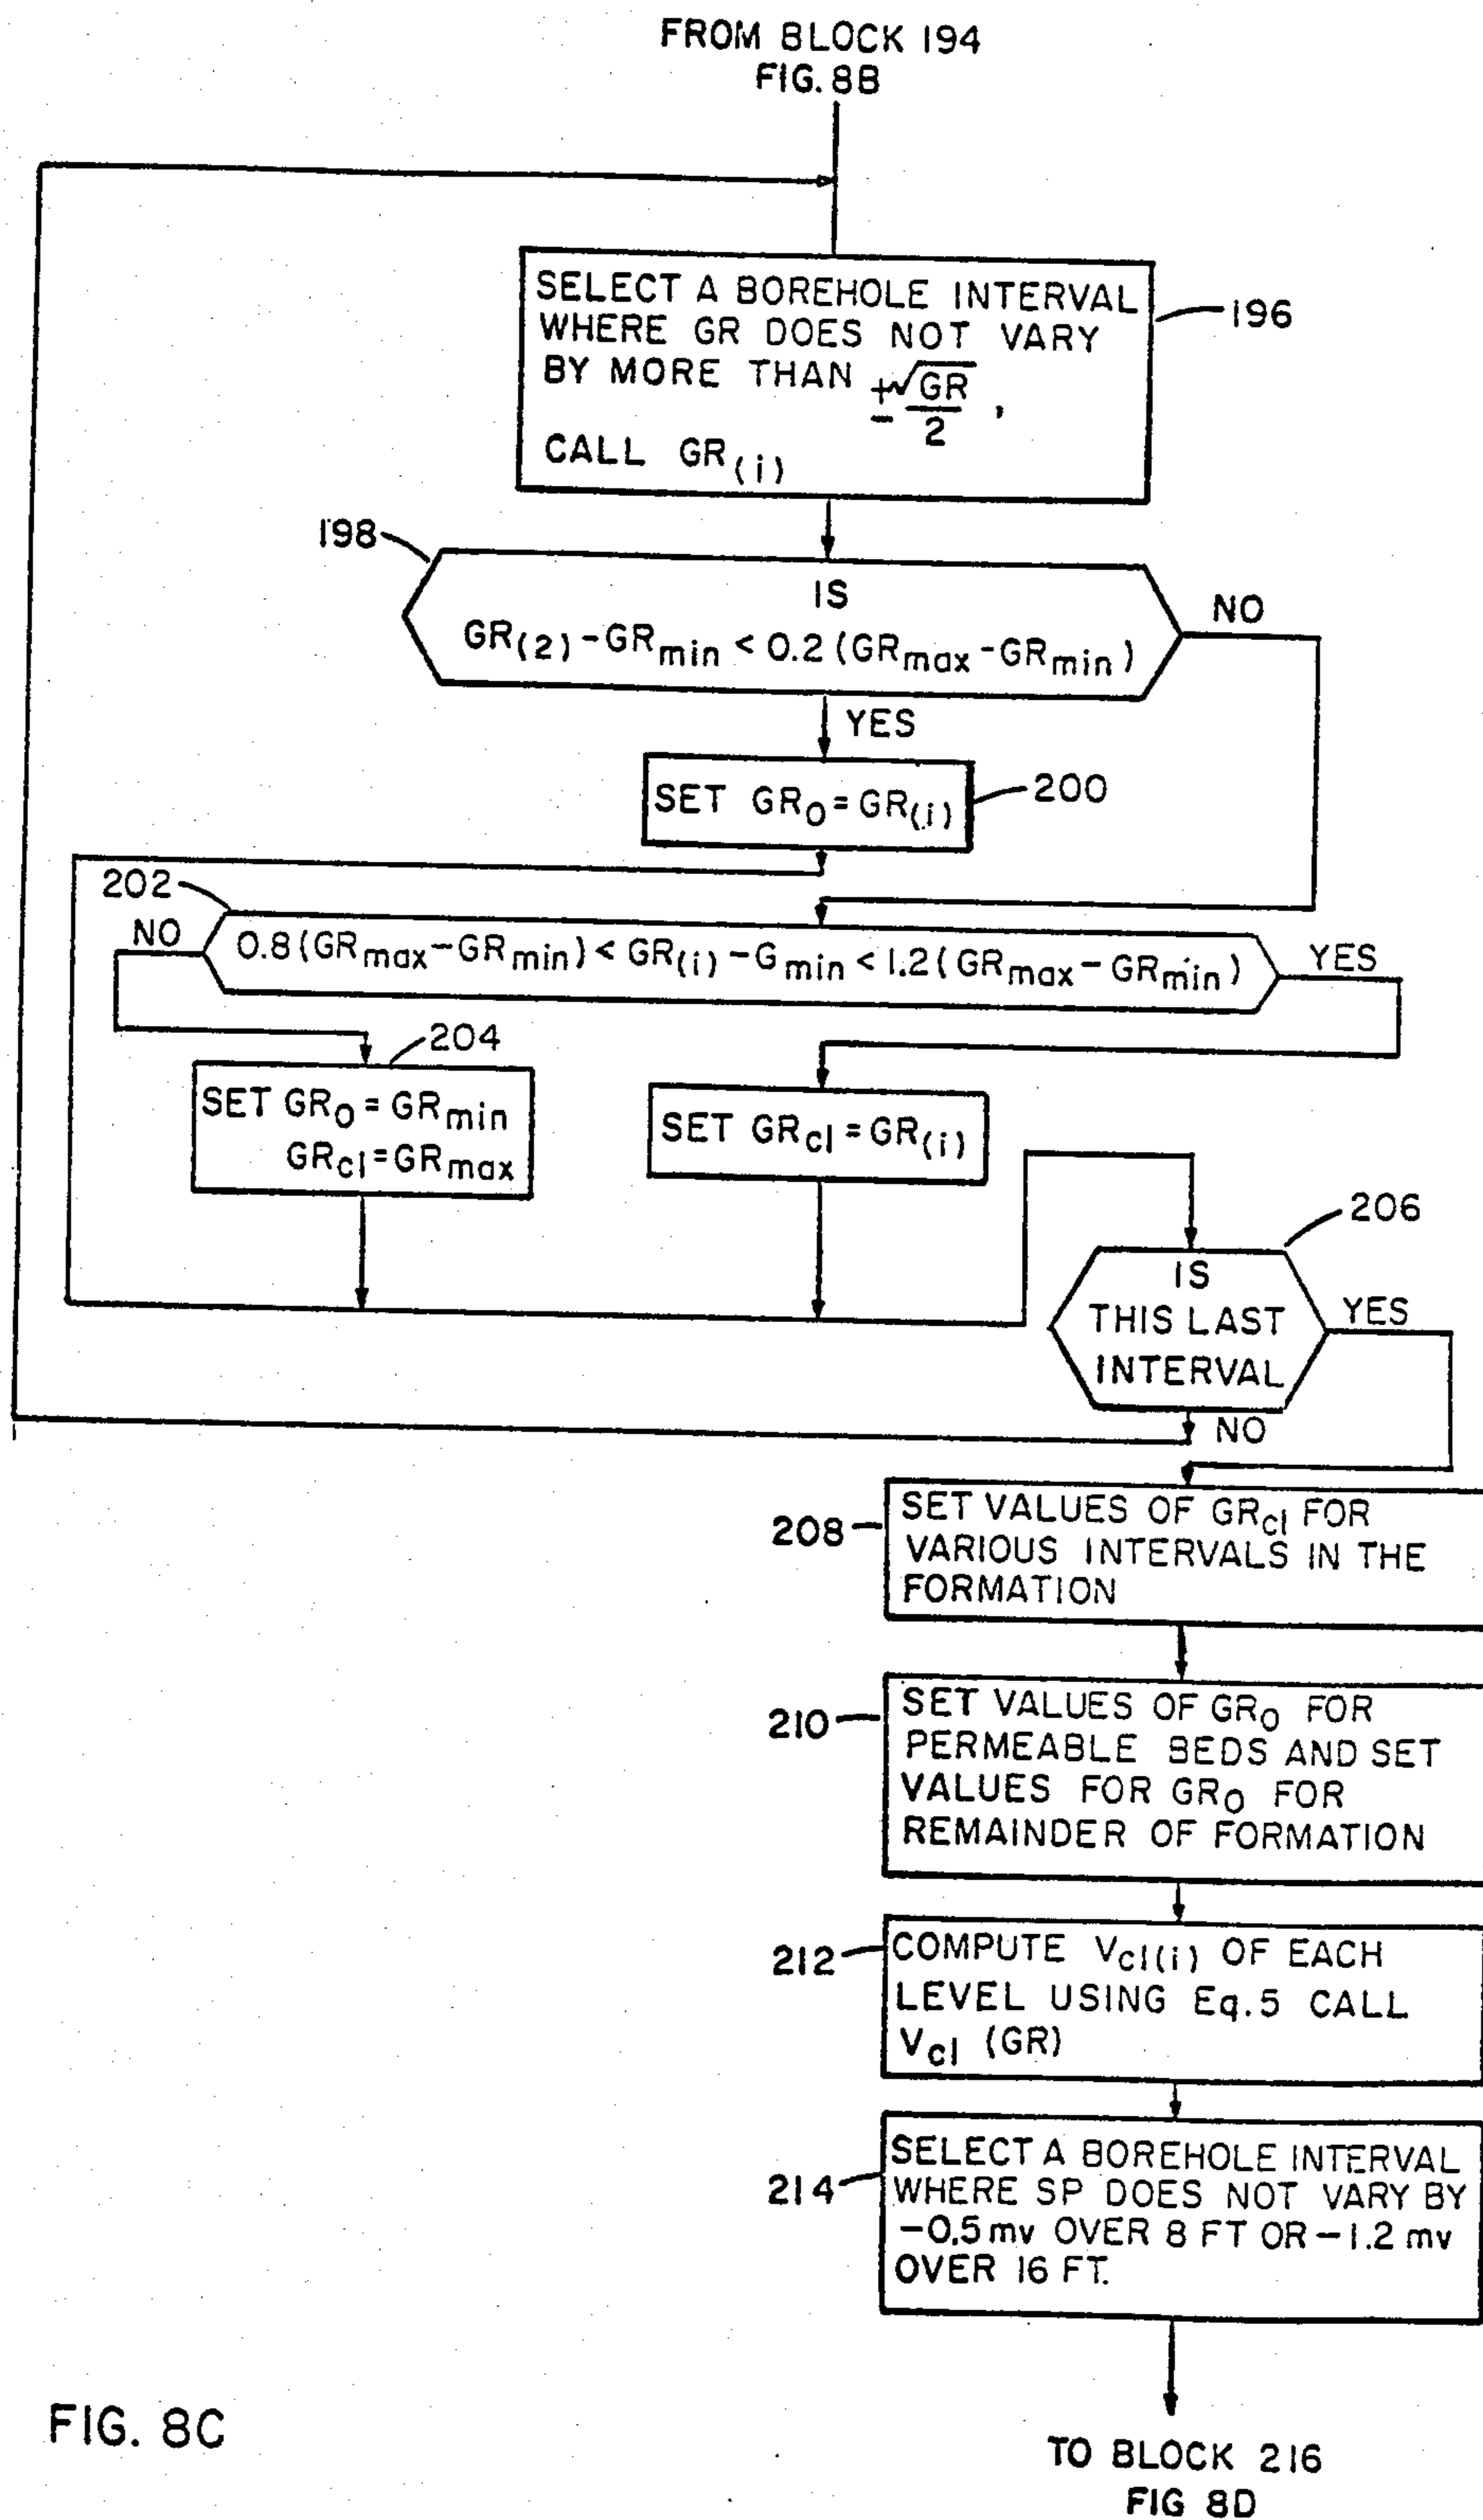 FROM BLOCK 194
FIG. 8B
SELECT A BOREHOLE INTERVAL
WHERE GR DOES NOT VARY
BY MORE THAN ±√GR/2 ,
CALL GR(i)
196
198
IS
GR(2) - GRmin < 0.2 (GRmax - GRmin)
NO
YES
SET GRO = GR(i)
200
202
NO
0.8 (GRmax - GRmin) < GR(i) - Gmin < 1.2 (GRmax - GRmin)
YES
204
SET GRO = GRmin
GRcl = GRmax
SET GRcl = GR(i)
206
IS
THIS LAST
INTERVAL
YES
NO
208
SET VALUES OF GRcl FOR
VARIOUS INTERVALS IN THE
FORMATION
210
SET VALUES OF GRO FOR
PERMEABLE BEDS AND SET
VALUES FOR GRO FOR
REMAINDER OF FORMATION
212
COMPUTE Vcl(i) OF EACH
LEVEL USING Eq. 5 CALL
Vcl (GR)
214
SELECT A BOREHOLE INTERVAL
WHERE SP DOES NOT VARY BY
-0.5 mv OVER 8 FT OR -1.2 mv
OVER 16 FT.
FIG. 8C
TO BLOCK 216
FIG 8D